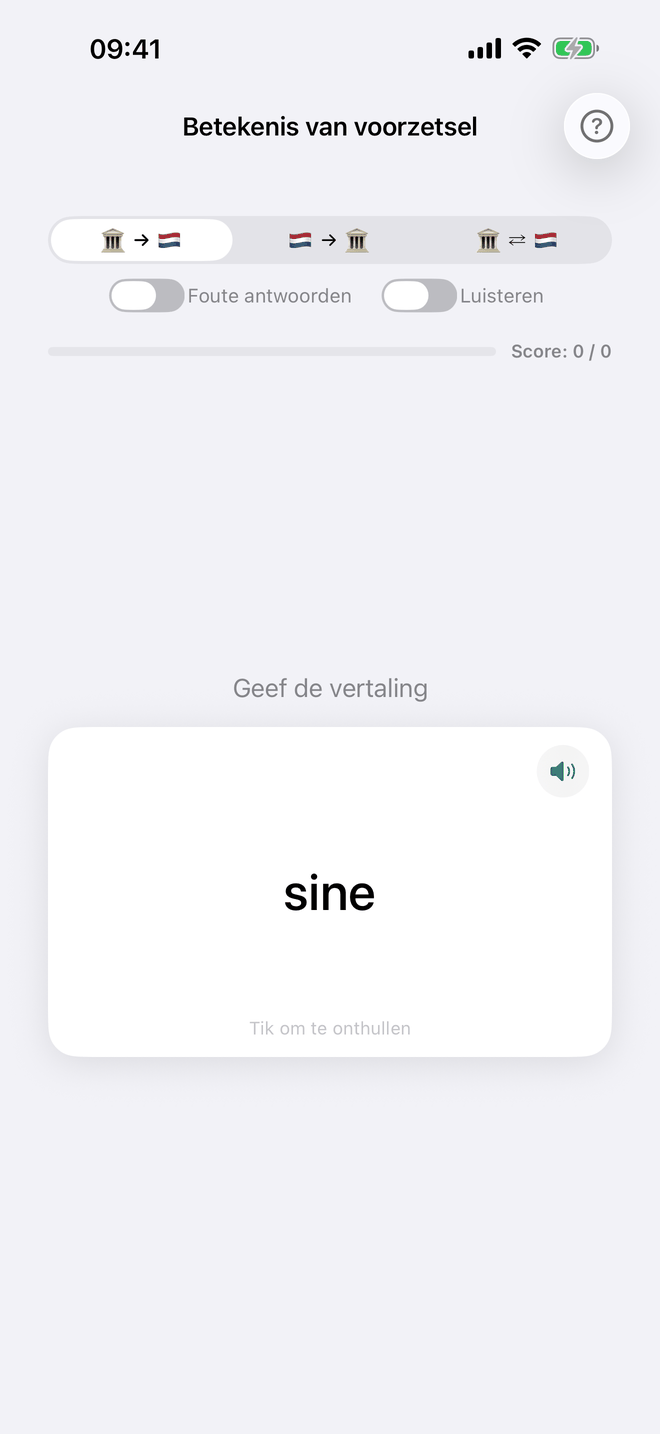 09:41
Betekenis van voorzetsel
🏛️ → 🇳🇱 🇳🇱 → 🏛️ 🏛️ ⇄ 🇳🇱
Foute antwoorden Luisteren
Score: 0 / 0
Geef de vertaling
sine
Tik om te onthullen